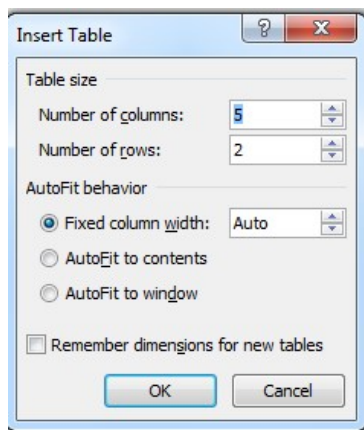 Insert Table
?
Table size
Number of columns: 5
Number of rows: 2
AutoFit behavior
Fixed column width: Auto
AutoFit to contents
AutoFit to window
Remember dimensions for new tables
OK Cancel